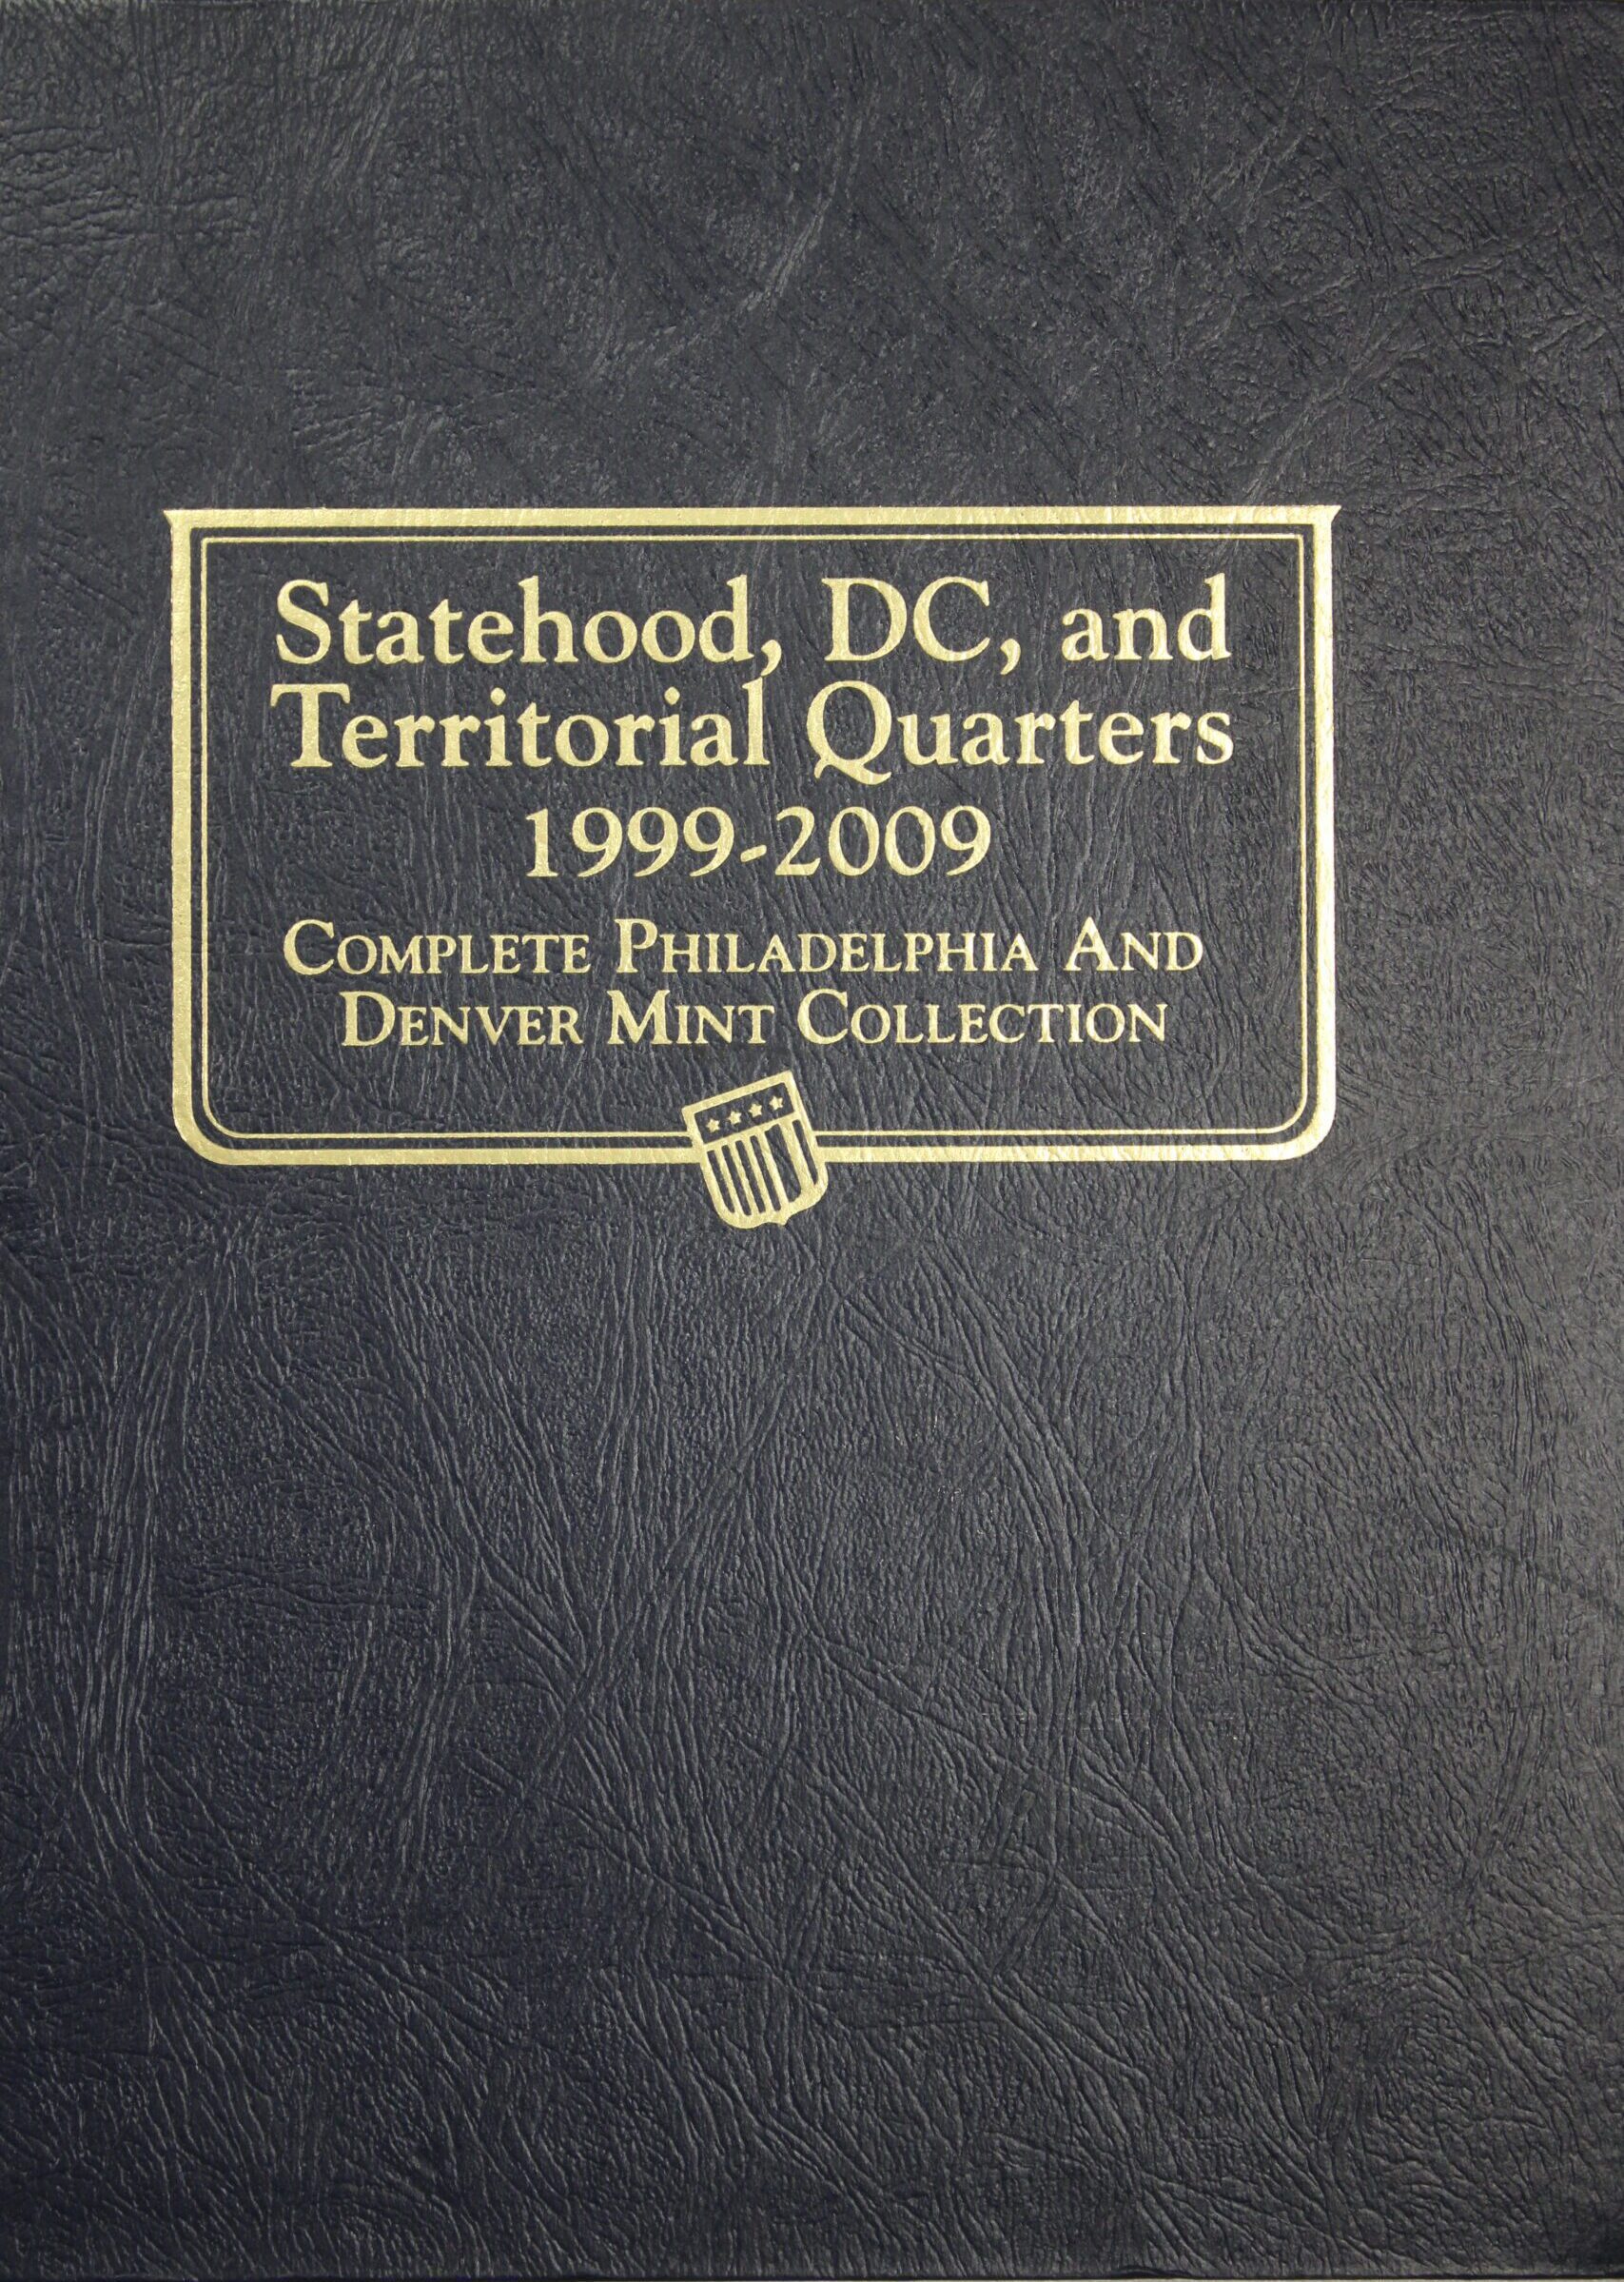 Statehood, DC, and
Territorial Quarters
1999-2009
COMPLETE PHILADELPHIA AND
DENVER MINT COLLECTION